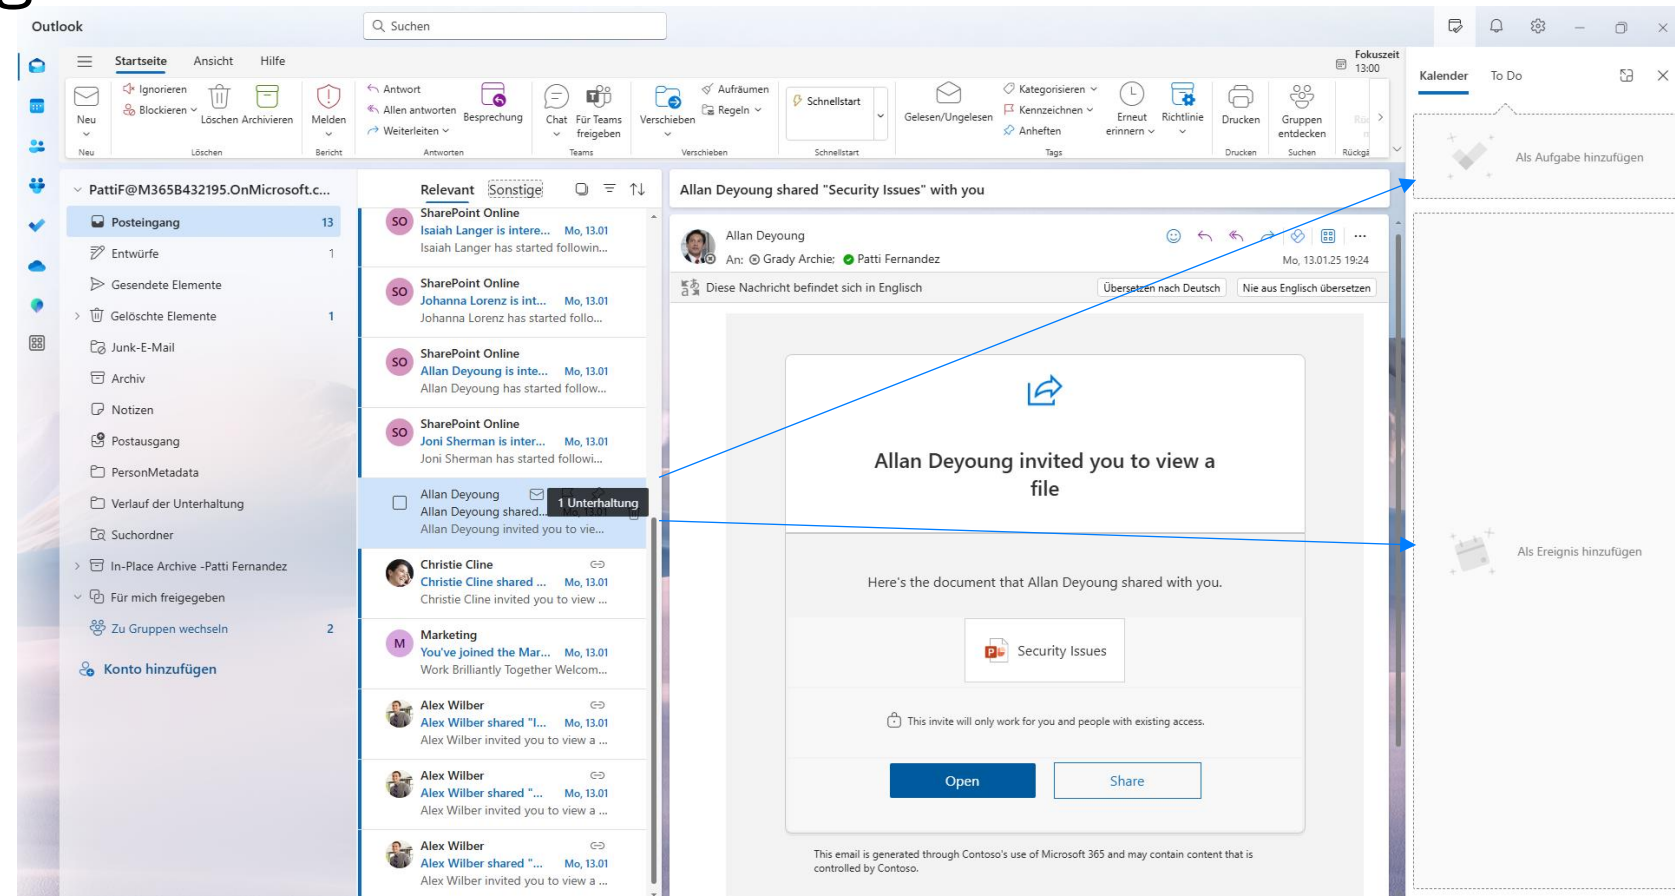 g
Outlook
Suchen
Startseite Ansicht Hilfe
Fokuszeit
13:00
Neu
Ignorieren
Blockieren
Löschen Archivieren
Melden
Antwort
Allen antworten
Weiterleiten
Besprechung
Chat
Für Teams
freigeben
Verschieben
Aufräumen
Regeln
Schnellstart
Gelesen/Ungelesen
Kategorisieren
Kennzeichnen
Anheften
Erneut
erinnern
Richtlinie
Drucken
Gruppen
entdecken
Neu Löschen Bericht Antworten Teams Verschieben Schnellstart Tags Drucken Suchen Rückgä
Kalender To Do
Als Aufgabe hinzufügen
Als Ereignis hinzufügen
PattiF@M365B432195.OnMicrosoft.c...
Posteingang 13
Entwürfe 1
Gesendete Elemente
Gelöschte Elemente 1
Junk-E-Mail
Archiv
Notizen
Postausgang
PersonMetadata
Verlauf der Unterhaltung
Suchordner
In-Place Archive -Patti Fernandez
Für mich freigegeben
Zu Gruppen wechseln 2
Konto hinzufügen
Relevant Sonstige
SO
SharePoint Online
Isaiah Langer is intere... Mo, 13.01
Isaiah Langer has started followin...
SO
SharePoint Online
Johanna Lorenz is int... Mo, 13.01
Johanna Lorenz has started follo...
SO
SharePoint Online
Allan Deyoung is inte... Mo, 13.01
Allan Deyoung has started follow...
SO
SharePoint Online
Joni Sherman is inter... Mo, 13.01
Joni Sherman has started followi...
Allan Deyoung
1 Unterhaltung
Allan Deyoung shared... Mo, 13.01
Allan Deyoung invited you to vie...
Christie Cline
Christie Cline shared ... Mo, 13.01
Christie Cline invited you to view ...
M
Marketing
You've joined the Mar... Mo, 13.01
Work Brilliantly Together Welcom...
Alex Wilber
Alex Wilber shared "I... Mo, 13.01
Alex Wilber invited you to view a ...
Alex Wilber
Alex Wilber shared "... Mo, 13.01
Alex Wilber invited you to view a ...
Alex Wilber
Alex Wilber shared "... Mo, 13.01
Alex Wilber invited you to view a ...
Allan Deyoung shared "Security Issues" with you
Allan Deyoung
An: Grady Archie; Patti Fernandez
Mo, 13.01.25 19:24
Diese Nachricht befindet sich in Englisch
Übersetzen nach Deutsch
Nie aus Englisch übersetzen
Allan Deyoung invited you to view a
file
Here's the document that Allan Deyoung shared with you.
Security Issues
This invite will only work for you and people with existing access.
Open Share
This email is generated through Contoso's use of Microsoft 365 and may contain content that is
controlled by Contoso.